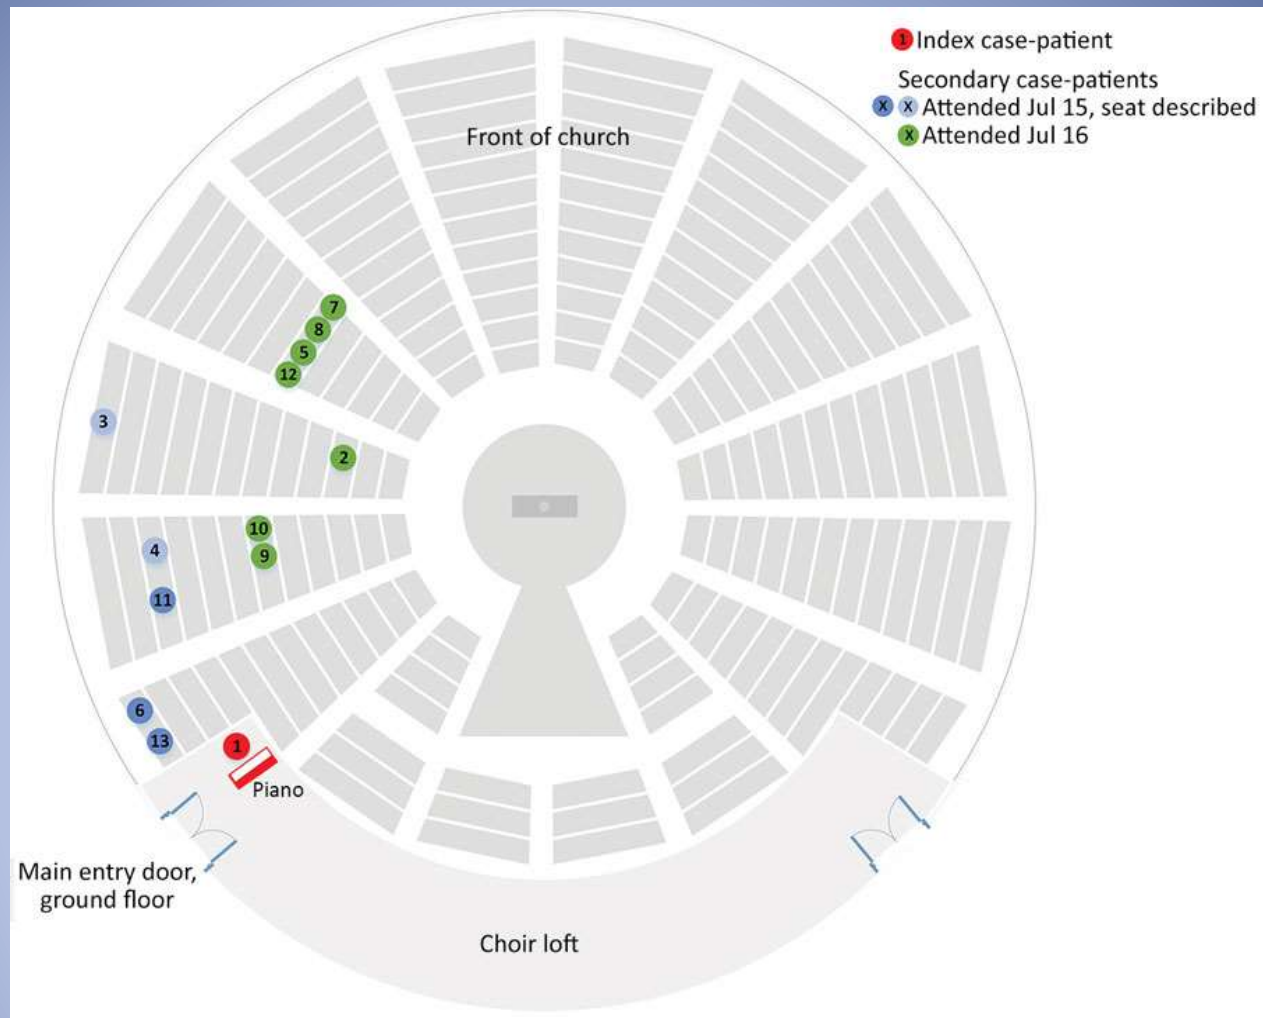 1 Index case-patient
Secondary case-patients
X X Attended Jul 15, seat described
X Attended Jul 16
Front of church
7
8
5
12
3
2
10
4
9
11
6
13
1
Piano
Main entry door,
ground floor
Choir loft